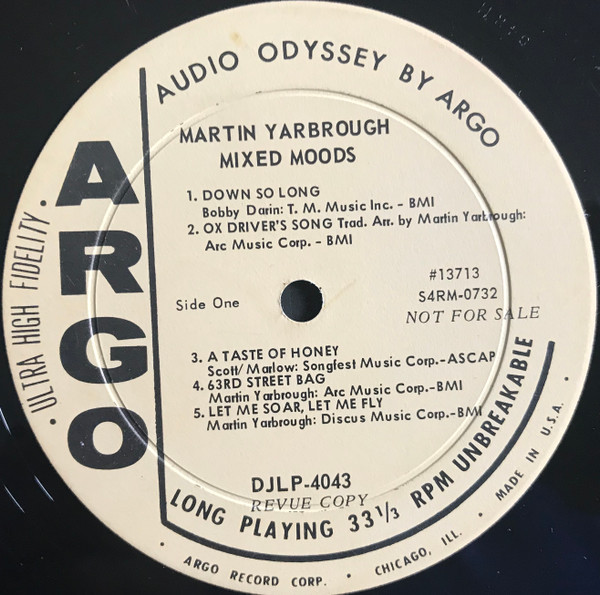 AUDIO ODYSSEY BY ARGO
ARGO
ULTRA HIGH FIDELITY
MARTIN YARBROUGH
MIXED MOODS
1. DOWN SO LONG
Bobby Darin: T. M. Music Inc. - BMI
2. OX DRIVER'S SONG Trad. Arr. by Martin Yarbrough:
Arc Music Corp. - BMI
#13713
Side One
S4RM-0732
NOT FOR SALE
3. A TASTE OF HONEY
Scott/Marlow: Songfest Music Corp.-ASCAP
4. 63RD STREET BAG
Martin Yarbrough: Arc Music Corp.-BMI
5. LET ME SOAR, LET ME FLY
Martin Yarbrough: Discus Music Corp.-BMI
DJLP-4043
REVUE COPY
LONG PLAYING 33 1/3 RPM UNBREAKABLE
• ARGO RECORD CORP. • CHICAGO, ILL. • MADE IN U.S.A. •